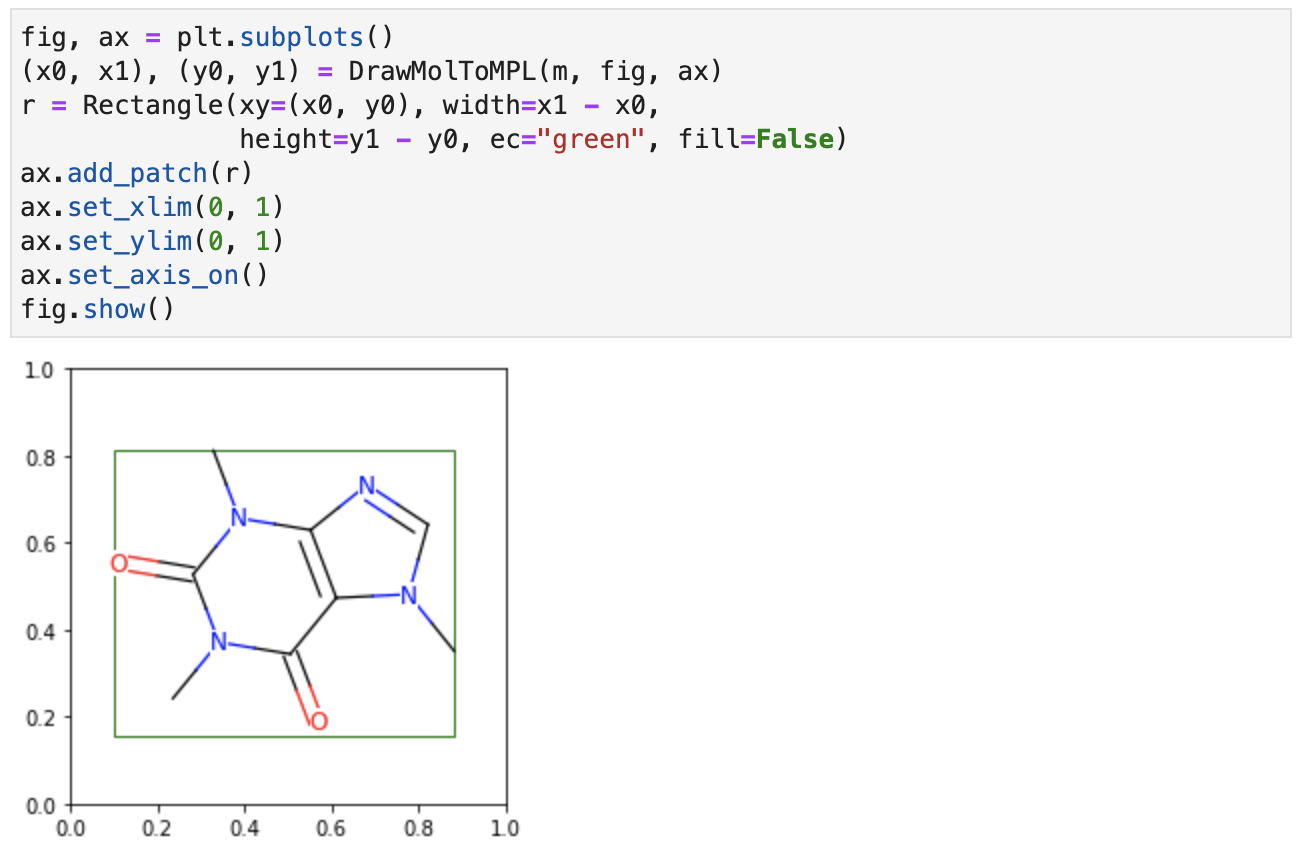 fig, ax = plt.subplots()
(x0, x1), (y0, y1) = DrawMolToMPL(m, fig, ax)
r = Rectangle(xy=(x0, y0), width=x1 - x0,
              height=y1 - y0, ec="green", fill=False)
ax.add_patch(r)
ax.set_xlim(0, 1)
ax.set_ylim(0, 1)
ax.set_axis_on()
fig.show()
1.0
0.8
N
N
0.6
O
N
0.4
N
0.2
O
0.0
0.0 0.2 0.4 0.6 0.8 1.0